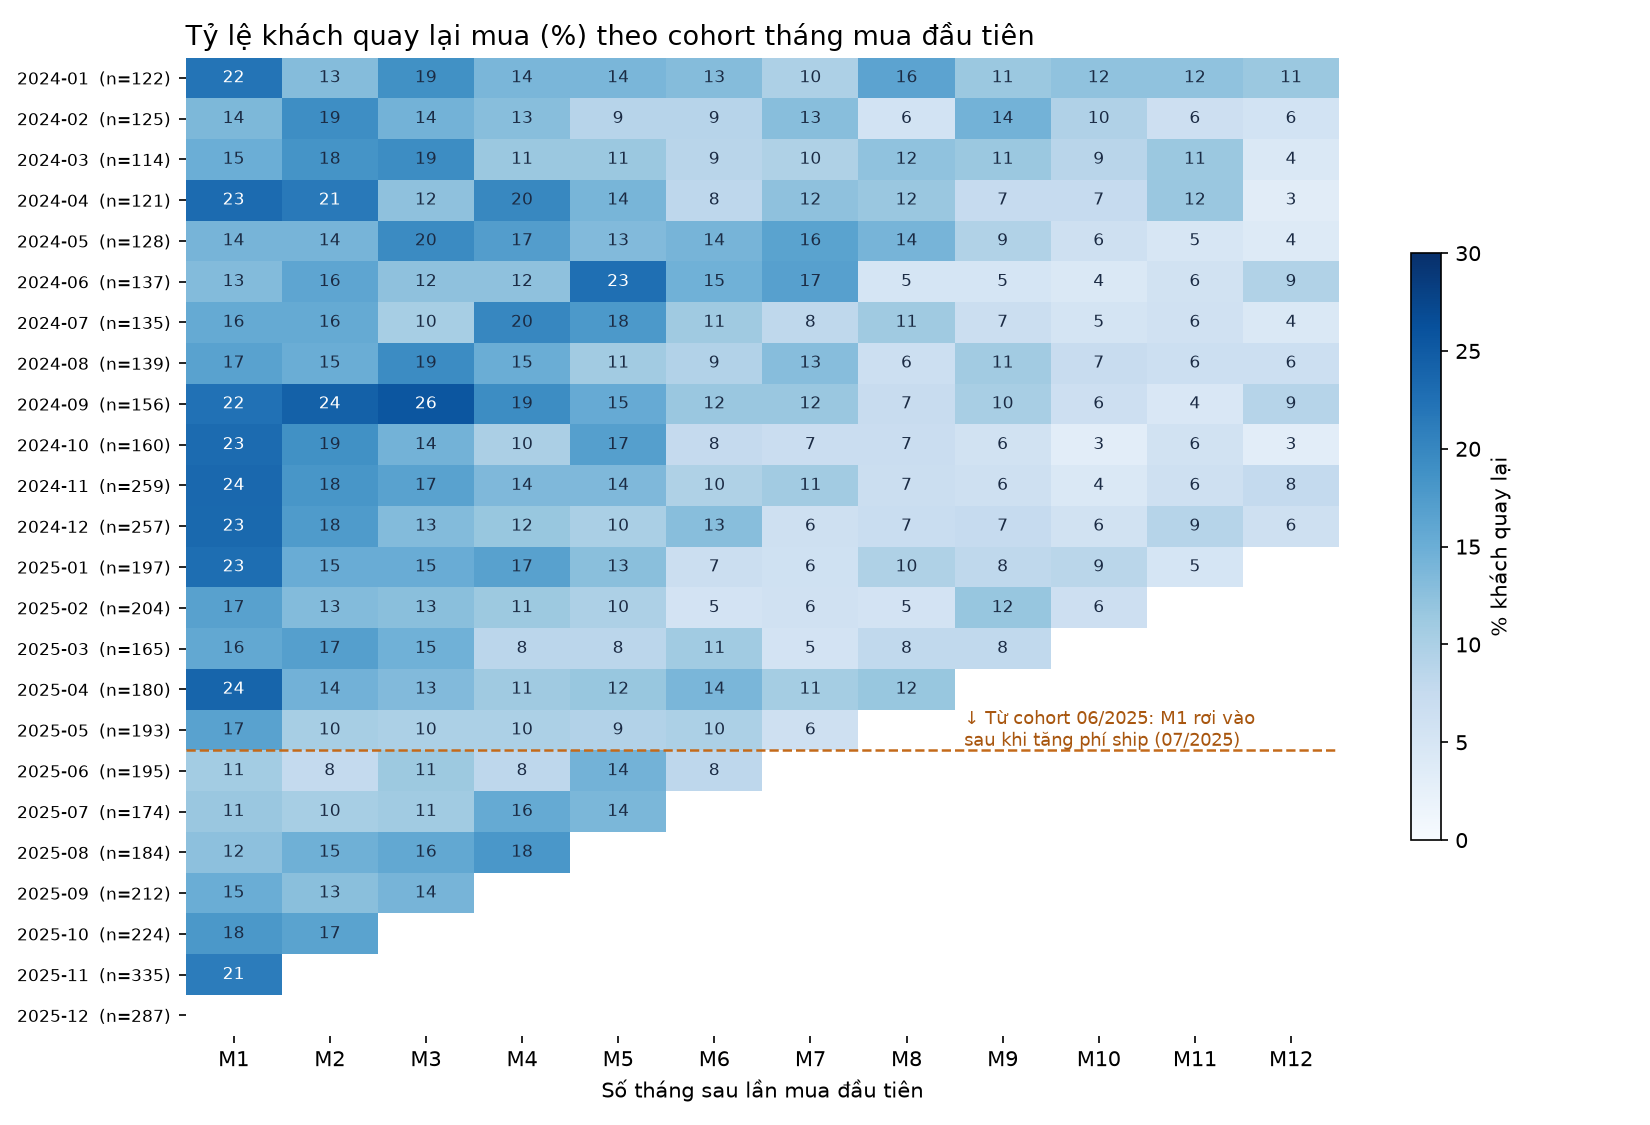 Tỷ lệ khách quay lại mua (%) theo cohort tháng mua đầu tiên
2024-01 (n=122) 22 13 19 14 14 13 10 16 11 12 12 11
2024-02 (n=125) 14 19 14 13 9 9 13 6 14 10 6 6
2024-03 (n=114) 15 18 19 11 11 9 10 12 11 9 11 4
2024-04 (n=121) 23 21 12 20 14 8 12 12 7 7 12 3
2024-05 (n=128) 14 14 20 17 13 14 16 14 9 6 5 4
2024-06 (n=137) 13 16 12 12 23 15 17 5 5 4 6 9
2024-07 (n=135) 16 16 10 20 18 11 8 11 7 5 6 4
2024-08 (n=139) 17 15 19 15 11 9 13 6 11 7 6 6
2024-09 (n=156) 22 24 26 19 15 12 12 7 10 6 4 9
2024-10 (n=160) 23 19 14 10 17 8 7 7 6 3 6 3
2024-11 (n=259) 24 18 17 14 14 10 11 7 6 4 6 8
2024-12 (n=257) 23 18 13 12 10 13 6 7 7 6 9 6
2025-01 (n=197) 23 15 15 17 13 7 6 10 8 9 5
2025-02 (n=204) 17 13 13 11 10 5 6 5 12 6
2025-03 (n=165) 16 17 15 8 8 11 5 8 8
2025-04 (n=180) 24 14 13 11 12 14 11 12
2025-05 (n=193) 17 10 10 10 9 10 6
↓ Từ cohort 06/2025: M1 rơi vào
sau khi tăng phí ship (07/2025)
2025-06 (n=195) 11 8 11 8 14 8
2025-07 (n=174) 11 10 11 16 14
2025-08 (n=184) 12 15 16 18
2025-09 (n=212) 15 13 14
2025-10 (n=224) 18 17
2025-11 (n=335) 21
2025-12 (n=287)
M1 M2 M3 M4 M5 M6 M7 M8 M9 M10 M11 M12
Số tháng sau lần mua đầu tiên
30
25
20
15
10
5
0
% khách quay lại